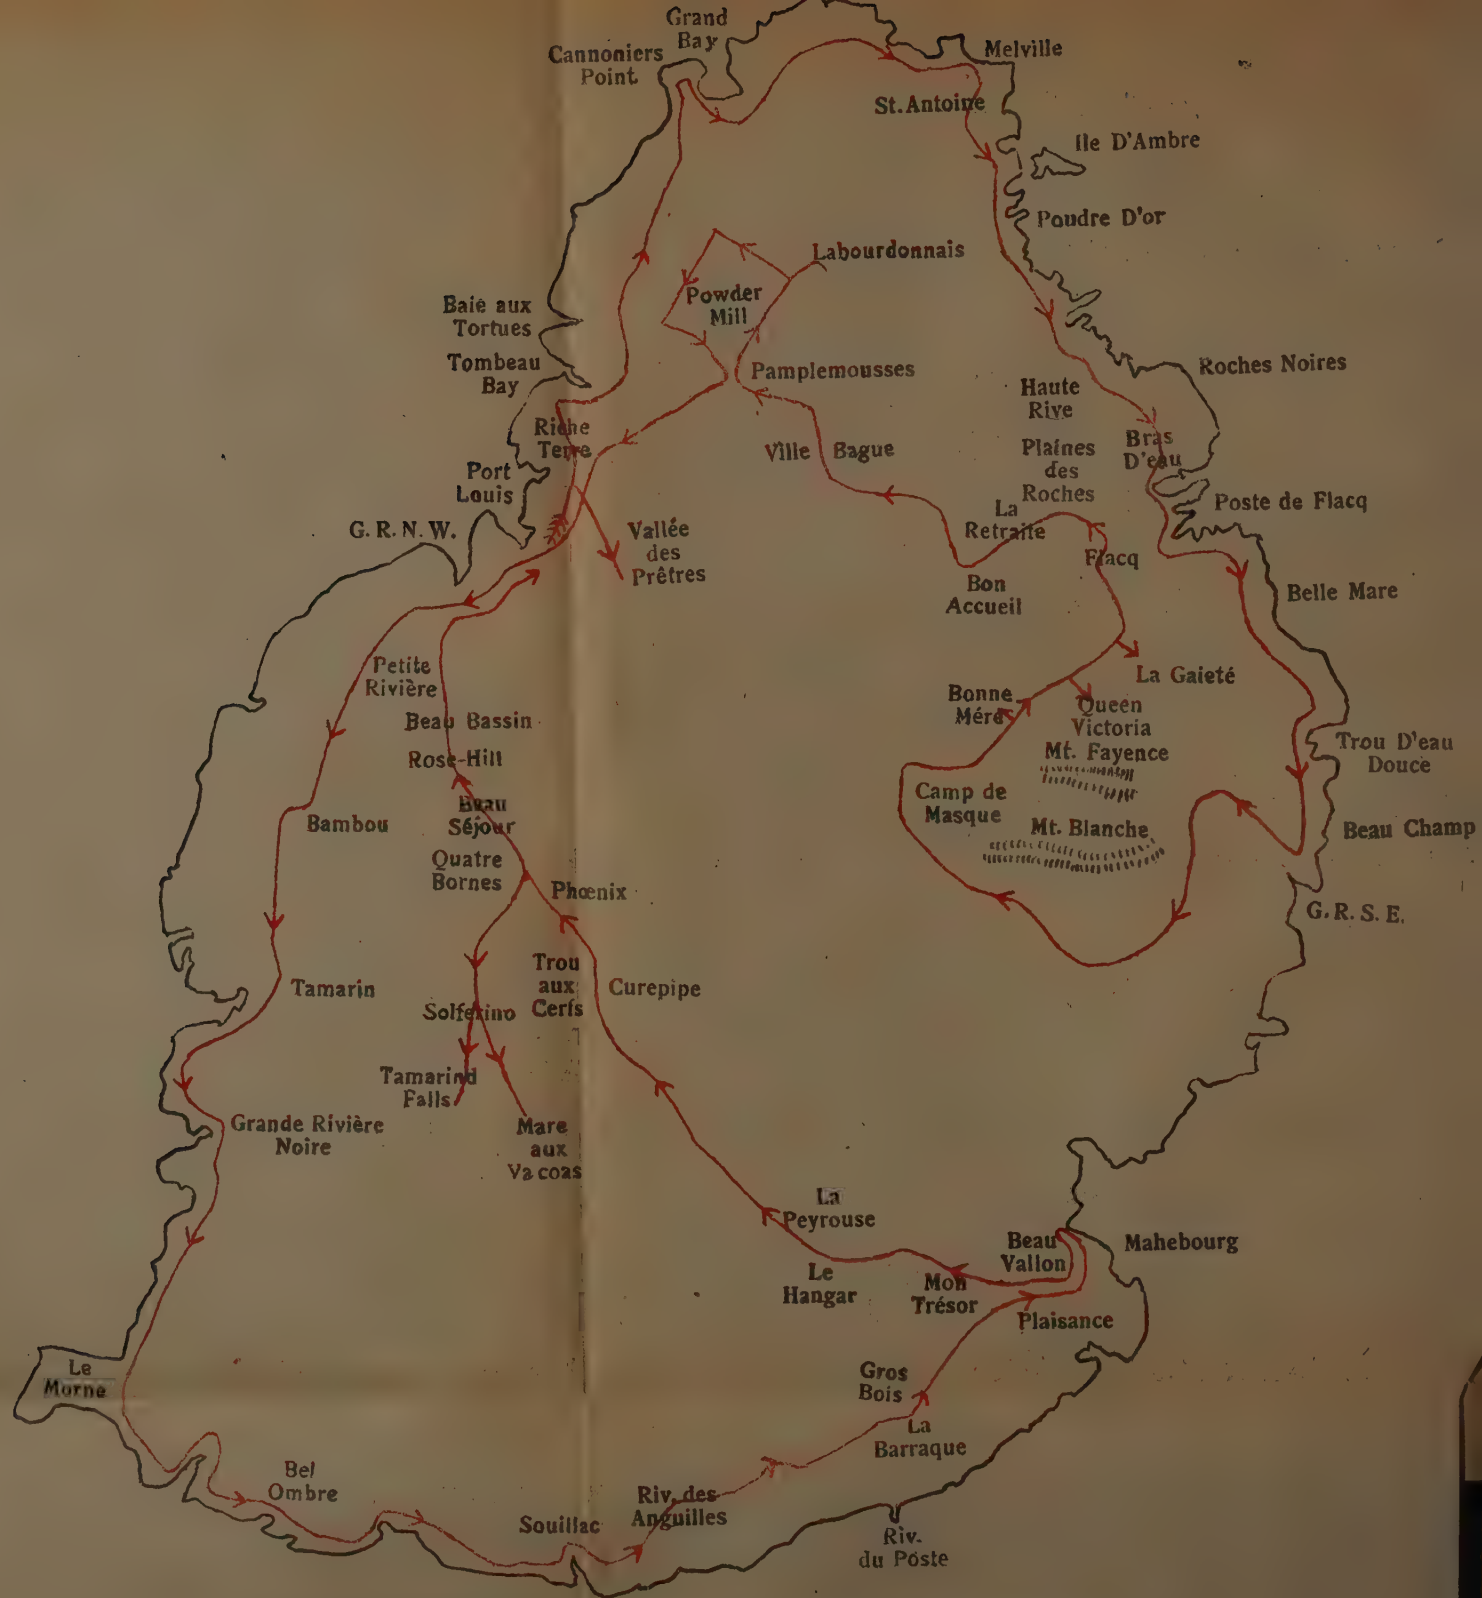 Grand
Bay
Cannoniers
Point
Melville
St. Antoine
Ile D'Ambre
Poudre D'or
Labourdonnais
Powder
Mill
Baie aux
Tortues
Tombeau
Bay
Pamplemousses
Roches Noires
Haute
Rive
Riche
Terre
Ville Bague
Plaines
des
Roches
Bras
D'eau
Port
Louis
Poste de Flacq
G. R. N. W.
La
Retraite
Vallée
des
Prêtres
Flacq
Bon
Accueil
Belle Mare
Petite
Rivière
La Gaieté
Bonne
Mére
Queen
Victoria
Beau Bassin
Mt. Fayence
Trou D'eau
Douce
Rose-Hill
Camp de
Masque
Beau
Séjour
Bambou
Mt. Blanche
Beau Champ
Quatre
Bornes
Phœnix
G. R. S. E.
Trou
aux
Cerfs
Curepipe
Tamarin
Solferino
Tamarind
Falls
Grande Rivière
Noire
Mare
aux
Vacoas
La
Peyrouse
Beau
Vallon
Mahebourg
Le
Hangar
Mon
Trésor
Plaisance
Le
Morne
Gros
Bois
La
Barraque
Bel
Ombre
Riv. des
Anguilles
Souillac
Riv.
du Poste